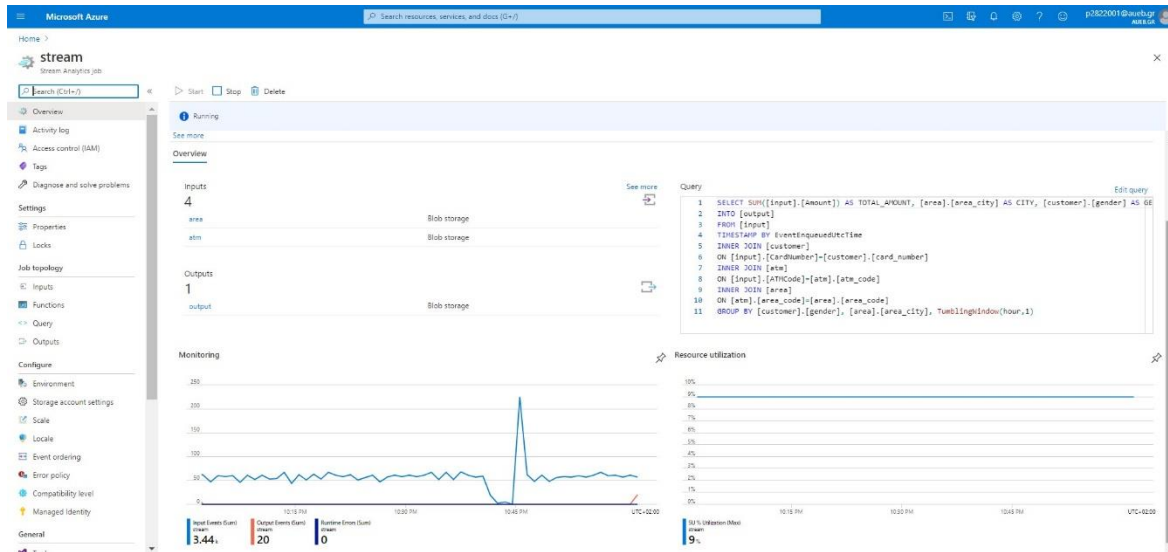 Microsoft Azure
Search resources, services, and docs (G+/)
p2822001@aueb.gr
AUEB.GR
Home >
stream
Stream Analytics job
Search (Ctrl+/)
Start
Stop
Delete
Overview
Activity log
Access control (IAM)
Tags
Diagnose and solve problems
Settings
Properties
Locks
Job topology
Inputs
Functions
Query
Outputs
Configure
Environment
Storage account settings
Scale
Locale
Event ordering
Error policy
Compatibility level
Managed Identity
General
Running
See more
Overview
Inputs
See more
4
area Blob storage
atm Blob storage
Outputs
1
output Blob storage
Query
Edit query
1 SELECT SUM([input].[Amount]) AS TOTAL_AMOUNT, [area].[area_city] AS CITY, [customer].[gender] AS GE
2 INTO [output]
3 FROM [input]
4 TIMESTAMP BY EventEnqueuedUtcTime
5 INNER JOIN [customer]
6 ON [input].[CardNumber]=[customer].[card_number]
7 INNER JOIN [atm]
8 ON [input].[ATMCode]=[atm].[atm_code]
9 INNER JOIN [area]
10 ON [atm].[area_code]=[area].[area_code]
11 GROUP BY [customer].[gender], [area].[area_city], TumblingWindow(hour,1)
Monitoring
250
200
150
100
50
0
10:15 PM 10:30 PM 10:45 PM UTC+02:00
Input Events (Sum)
stream
3.44k
Output Events (Sum)
stream
20
Runtime Errors (Sum)
stream
0
Resource utilization
10%
9%
8%
7%
6%
5%
4%
3%
2%
1%
0%
10:15 PM 10:30 PM 10:45 PM UTC+02:00
SU % Utilization (Max)
stream
9%